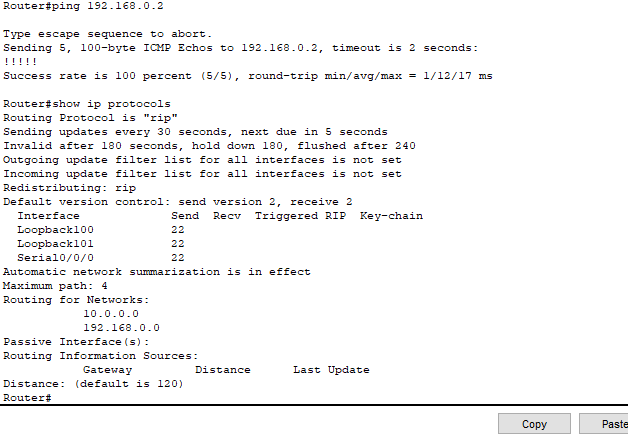 Router#ping 192.168.0.2
Type escape sequence to abort.
Sending 5, 100-byte ICMP Echos to 192.168.0.2, timeout is 2 seconds:
!!!!!
Success rate is 100 percent (5/5), round-trip min/avg/max = 1/12/17 ms
Router#show ip protocols
Routing Protocol is "rip"
Sending updates every 30 seconds, next due in 5 seconds
Invalid after 180 seconds, hold down 180, flushed after 240
Outgoing update filter list for all interfaces is not set
Incoming update filter list for all interfaces is not set
Redistributing: rip
Default version control: send version 2, receive 2
Interface Send Recv Triggered RIP Key-chain
Loopback100 22
Loopback101 22
Serial0/0/0 22
Automatic network summarization is in effect
Maximum path: 4
Routing for Networks:
10.0.0.0
192.168.0.0
Passive Interface(s):
Routing Information Sources:
Gateway Distance Last Update
Distance: (default is 120)
Router#
Copy Paste